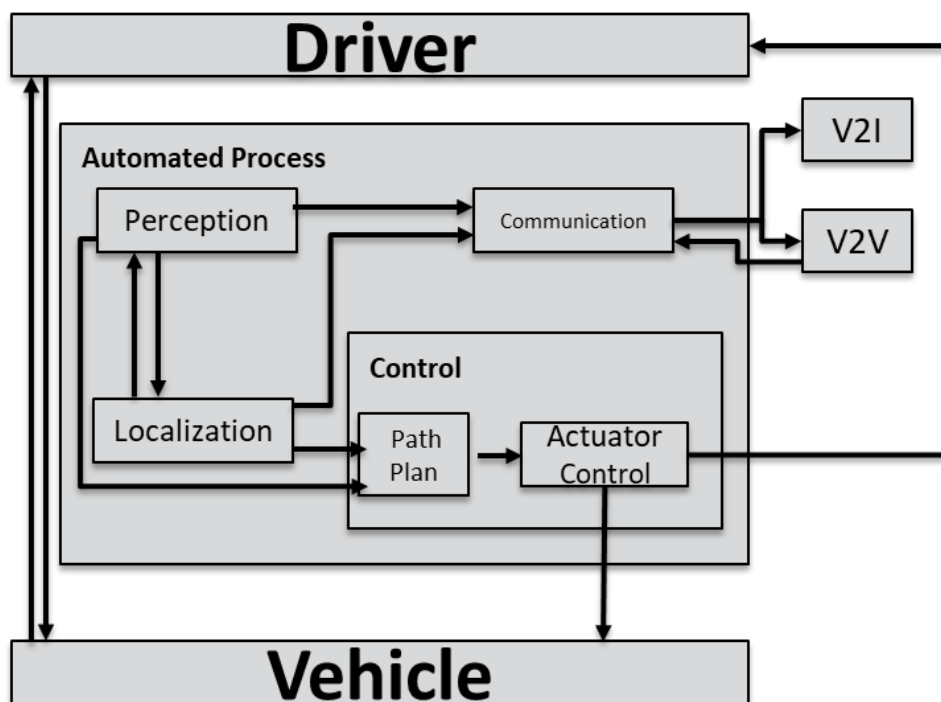 Driver
Automated Process
V2I
Perception
Communication
V2V
Control
Localization
Path
Plan
Actuator
Control
Vehicle